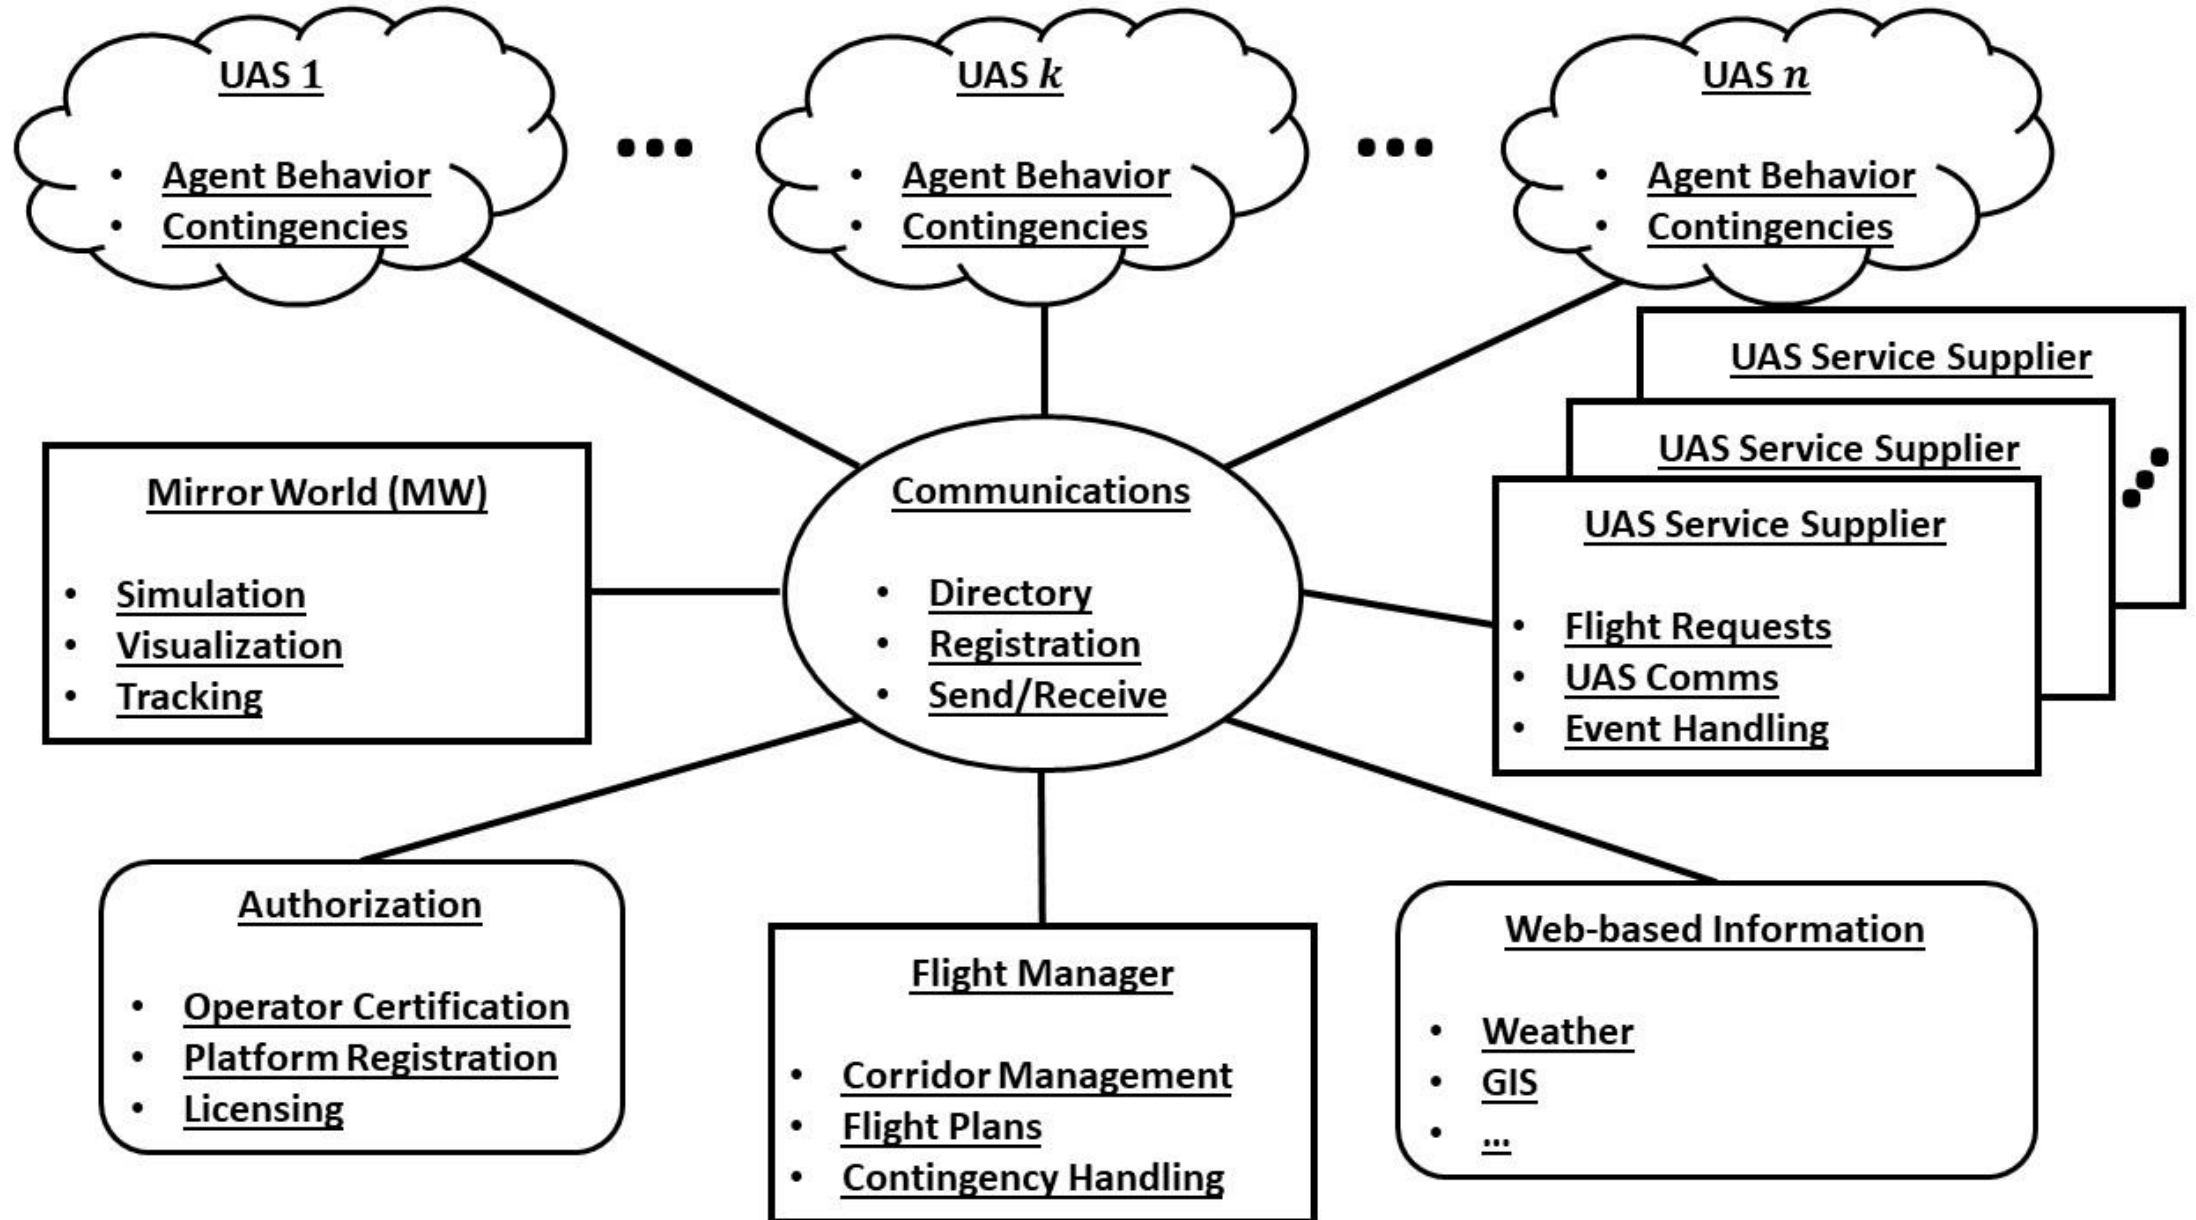 UAS 1
• Agent Behavior
• Contingencies
...
UAS k
• Agent Behavior
• Contingencies
...
UAS n
• Agent Behavior
• Contingencies
UAS Service Supplier
UAS Service Supplier
UAS Service Supplier
• Flight Requests
• UAS Comms
• Event Handling
Mirror World (MW)
• Simulation
• Visualization
• Tracking
Communications
• Directory
• Registration
• Send/Receive
Authorization
• Operator Certification
• Platform Registration
• Licensing
Flight Manager
• Corridor Management
• Flight Plans
• Contingency Handling
Web-based Information
• Weather
• GIS
• ...